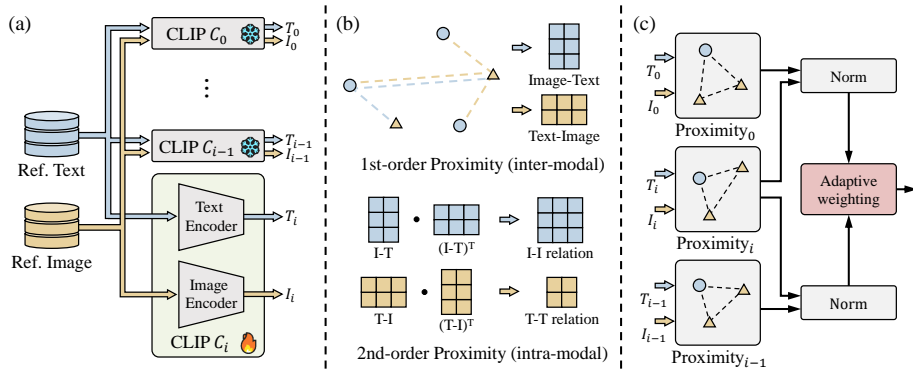 (a)
CLIP C₀
T₀
I₀
⋮
CLIP Cᵢ₋₁
Tᵢ₋₁
Iᵢ₋₁
Ref. Text
Ref. Image
Text
Encoder
Tᵢ
Image
Encoder
Iᵢ
CLIP Cᵢ
(b)
Image-Text
Text-Image
1st-order Proximity (inter-modal)
I-T
(I-T)ᵀ
I-I relation
T-I
(T-I)ᵀ
T-T relation
2nd-order Proximity (intra-modal)
(c)
T₀
I₀
Proximity₀
Norm
Tᵢ
Iᵢ
Proximityᵢ
Adaptive
weighting
Tᵢ₋₁
Iᵢ₋₁
Proximityᵢ₋₁
Norm